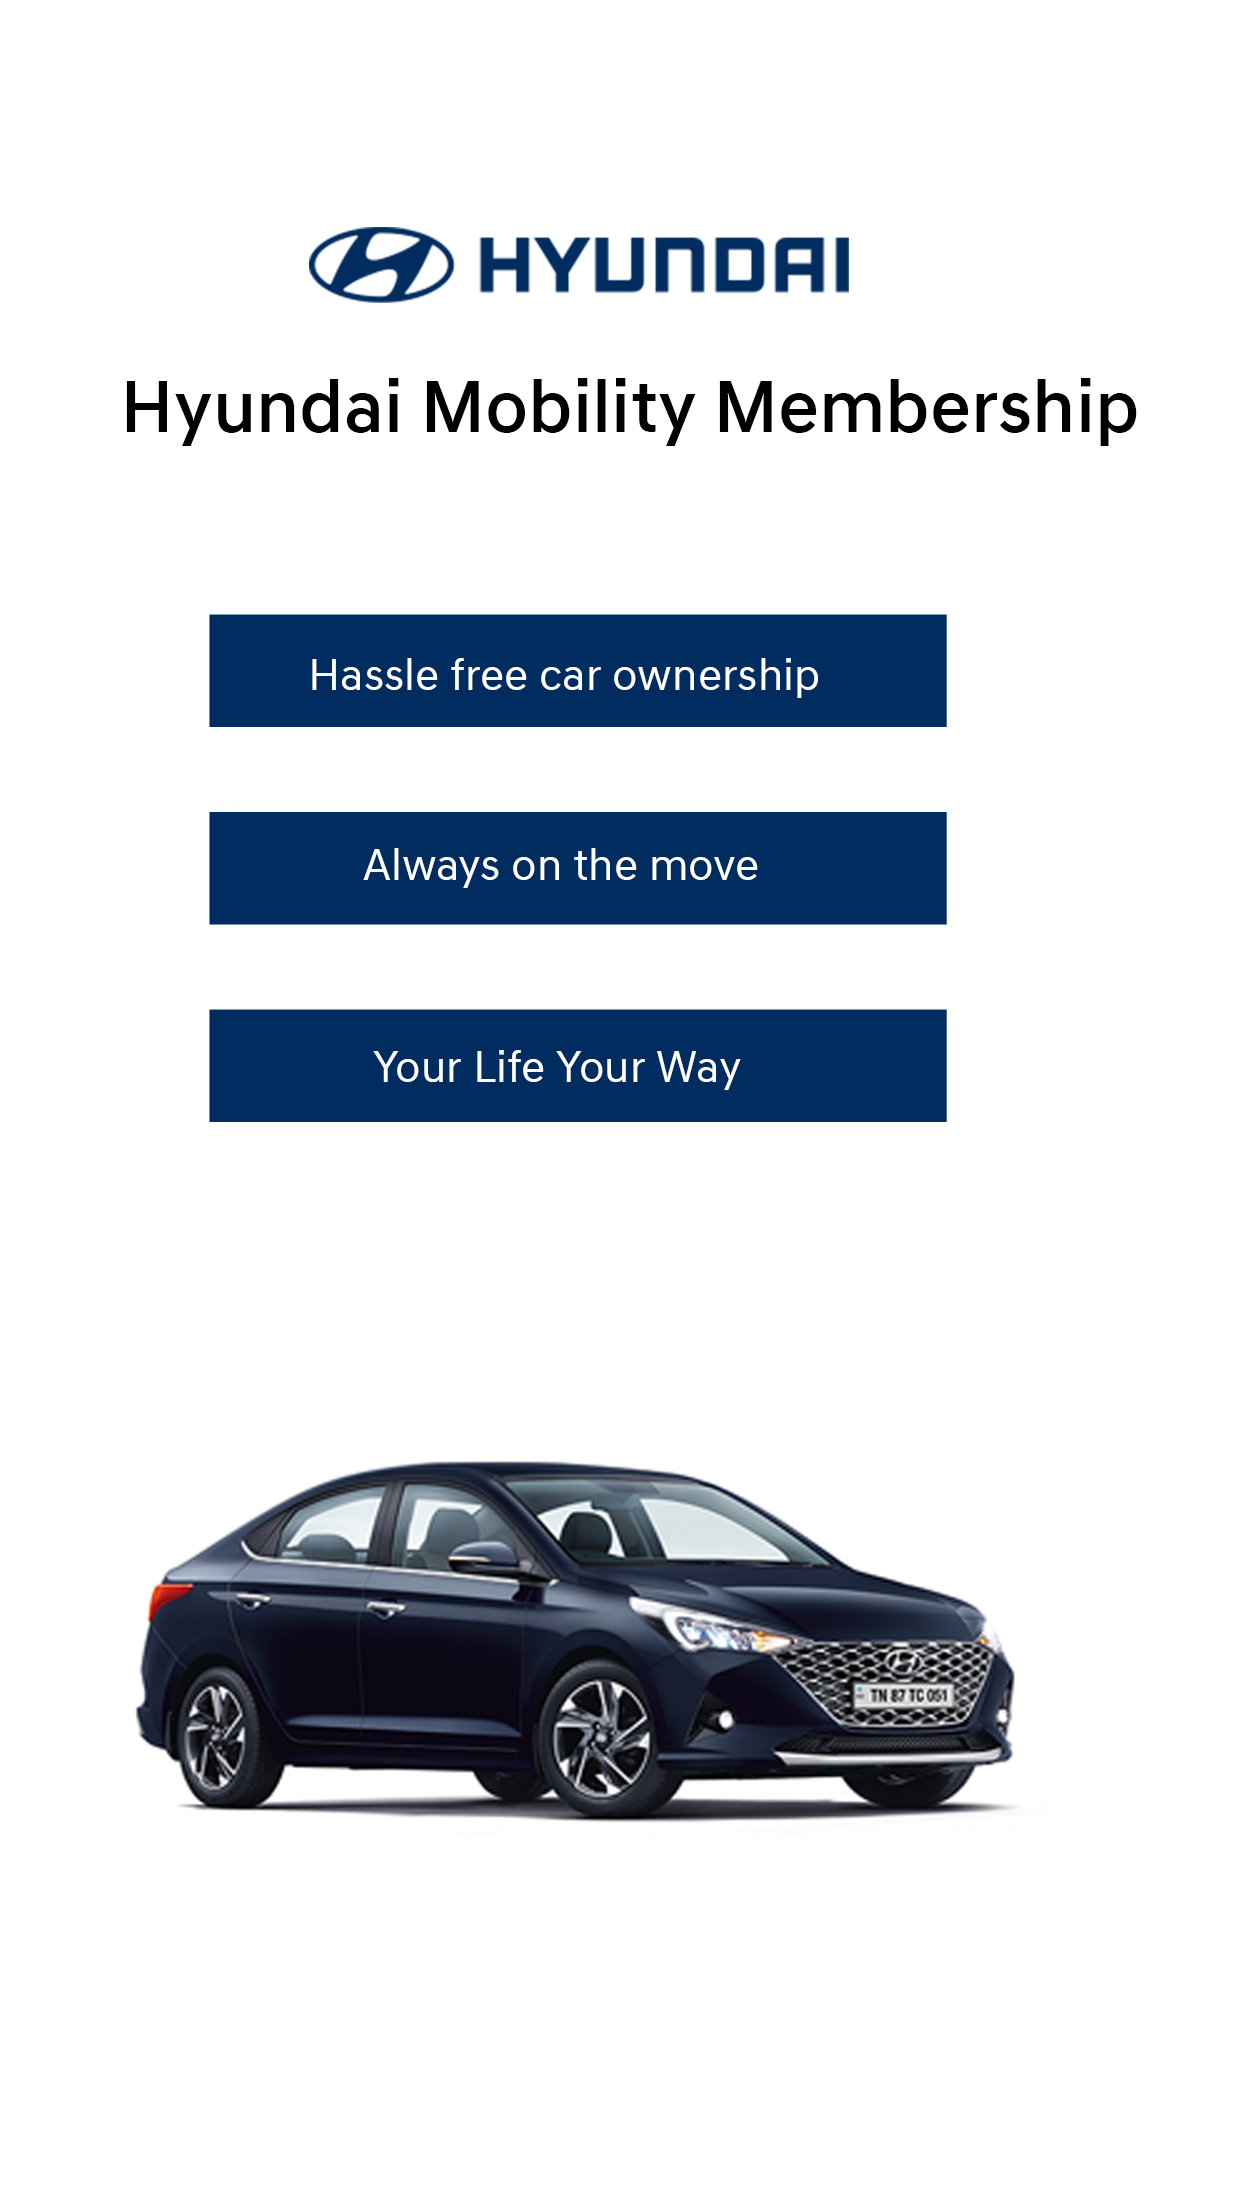 HYUNDAI
Hyundai Mobility Membership
Hassle free car ownership
Always on the move
Your Life Your Way
TN 87 TC 051